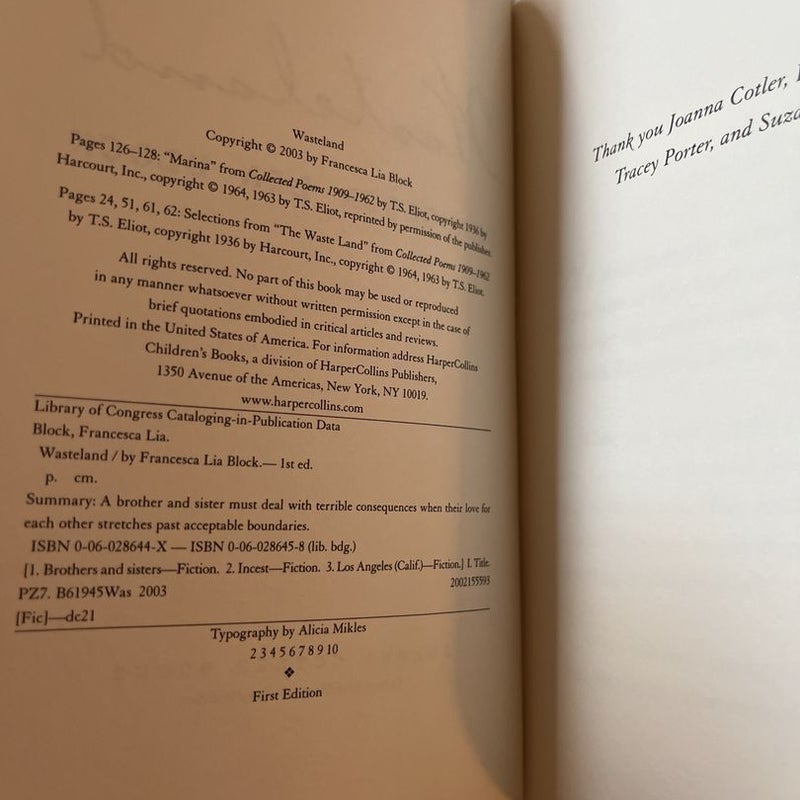 Wasteland
Copyright © 2003 by Francesca Lia Block
Pages 126–128: “Marina” from Collected Poems 1909–1962 by T.S. Eliot, copyright 1936 by
Harcourt, Inc., copyright © 1964, 1963 by T.S. Eliot, reprinted by permission of the publisher.
Pages 24, 51, 61, 62: Selections from “The Waste Land” from Collected Poems 1909–1962
by T.S. Eliot, copyright 1936 by Harcourt, Inc., copyright © 1964, 1963 by T.S. Eliot.
All rights reserved. No part of this book may be used or reproduced
in any manner whatsoever without written permission except in the case of
brief quotations embodied in critical articles and reviews.
Printed in the United States of America. For information address HarperCollins
Children’s Books, a division of HarperCollins Publishers,
1350 Avenue of the Americas, New York, NY 10019.
www.harpercollins.com
Library of Congress Cataloging-in-Publication Data
Block, Francesca Lia.
Wasteland / by Francesca Lia Block.— 1st ed.
p. cm.
Summary: A brother and sister must deal with terrible consequences when their love for
each other stretches past acceptable boundaries.
ISBN 0-06-028644-X — ISBN 0-06-028645-8 (lib. bdg.)
[1. Brothers and sisters—Fiction. 2. Incest—Fiction. 3. Los Angeles (Calif.)—Fiction.] I. Title.
PZ7. B61945Was 2003
2002155593
[Fic]—dc21
Typography by Alicia Mikles
2 3 4 5 6 7 8 9 10
❖
First Edition
Thank you Joanna Cotler,
Tracey Porter, and